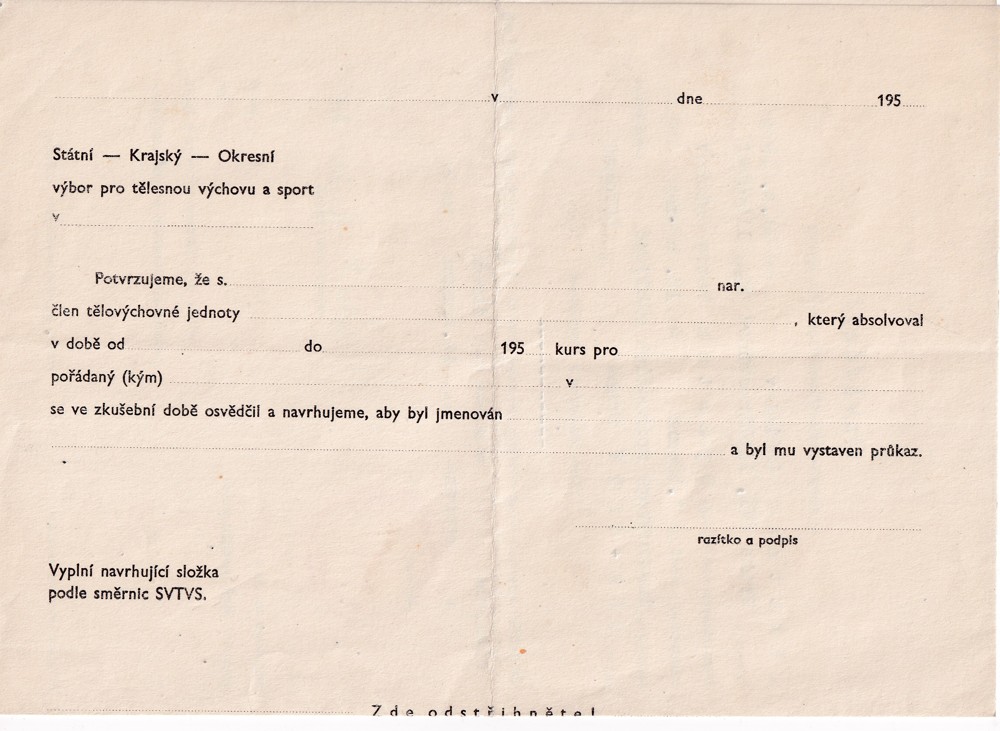 v dne 195
Státní — Krajský — Okresní
výbor pro tělesnou výchovu a sport
v
Potvrzujeme, že s. nar.
člen tělovýchovné jednoty , který absolvoval
v době od do 195 kurs pro
pořádaný (kým) v
se ve zkušební době osvědčil a navrhujeme, aby byl jmenován
a byl mu vystaven průkaz.
razítko a podpis
Vyplní navrhující složka
podle směrnic SVTVS.
Zde odstřihněte!